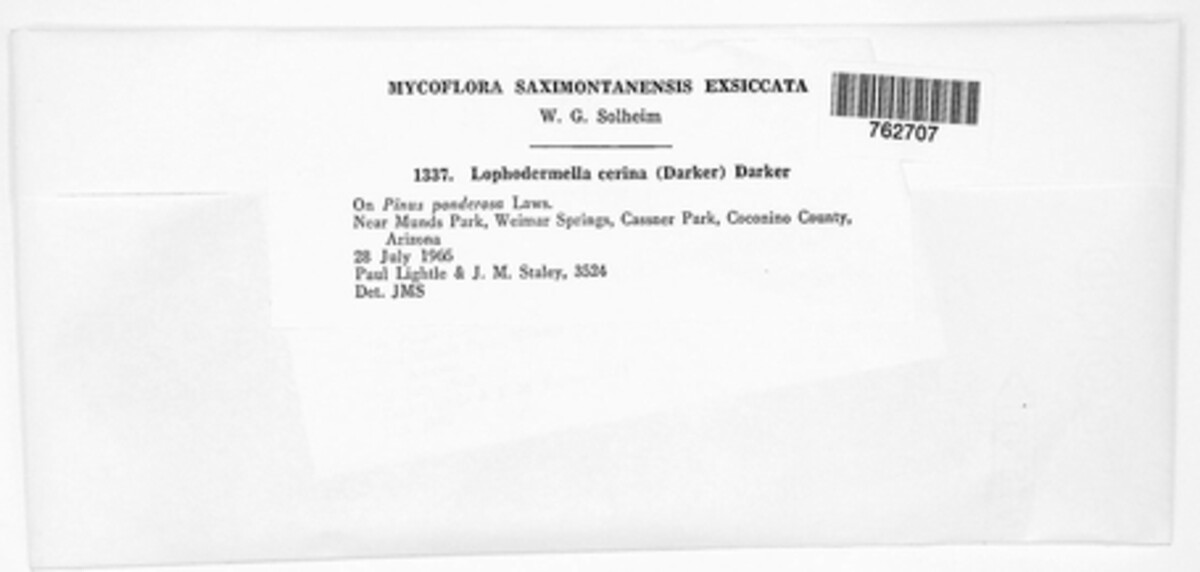 MYCOFLORA SAXIMONTANENSIS EXSICCATA
W. G. Solheim
762707
1337. Lophodermella cerina (Darker) Darker
On Pinus ponderosa Laws.
Near Munds Park, Weimar Springs, Cassner Park, Coconino County,
Arizona
28 July 1966
Paul Lightle & J. M. Staley, 3524
Det. JMS